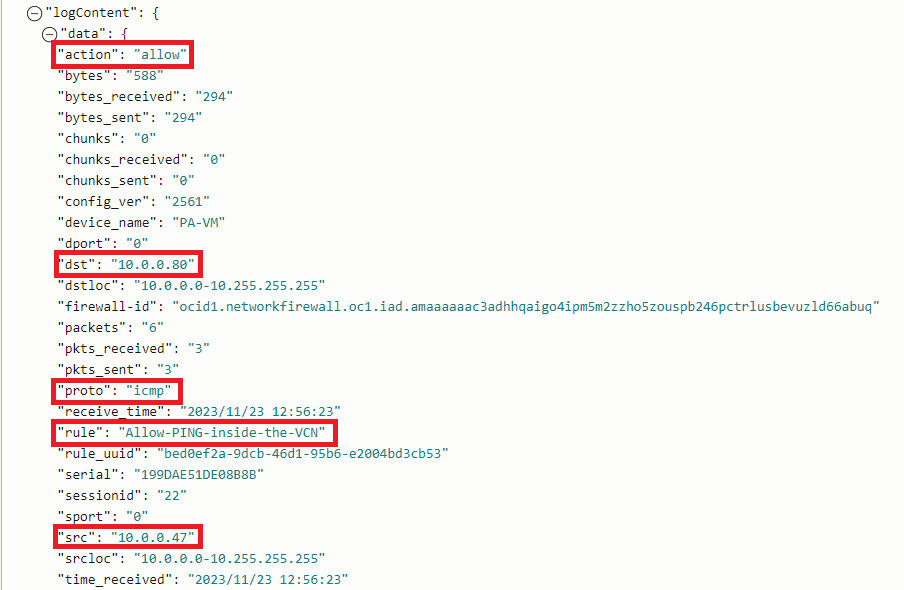 "logContent": {
"data": {
"action": "allow"
"bytes": "588"
"bytes_received": "294"
"bytes_sent": "294"
"chunks": "0"
"chunks_received": "0"
"chunks_sent": "0"
"config_ver": "2561"
"device_name": "PA-VM"
"dport": "0"
"dst": "10.0.0.80"
"dstloc": "10.0.0.0-10.255.255.255"
"firewall-id": "ocid1.networkfirewall.oc1.iad.amaaaaaac3adhhqaigo4ipm5m2zzho5zouspb246pctrlusbevuzld66abuq"
"packets": "6"
"pkts_received": "3"
"pkts_sent": "3"
"proto": "icmp"
"receive_time": "2023/11/23 12:56:23"
"rule": "Allow-PING-inside-the-VCN"
"rule_uuid": "bed0ef2a-9dcb-46d1-95b6-e2004bd3cb53"
"serial": "199DAE51DE08B8B"
"sessionid": "22"
"sport": "0"
"src": "10.0.0.47"
"srcloc": "10.0.0.0-10.255.255.255"
"time_received": "2023/11/23 12:56:23"